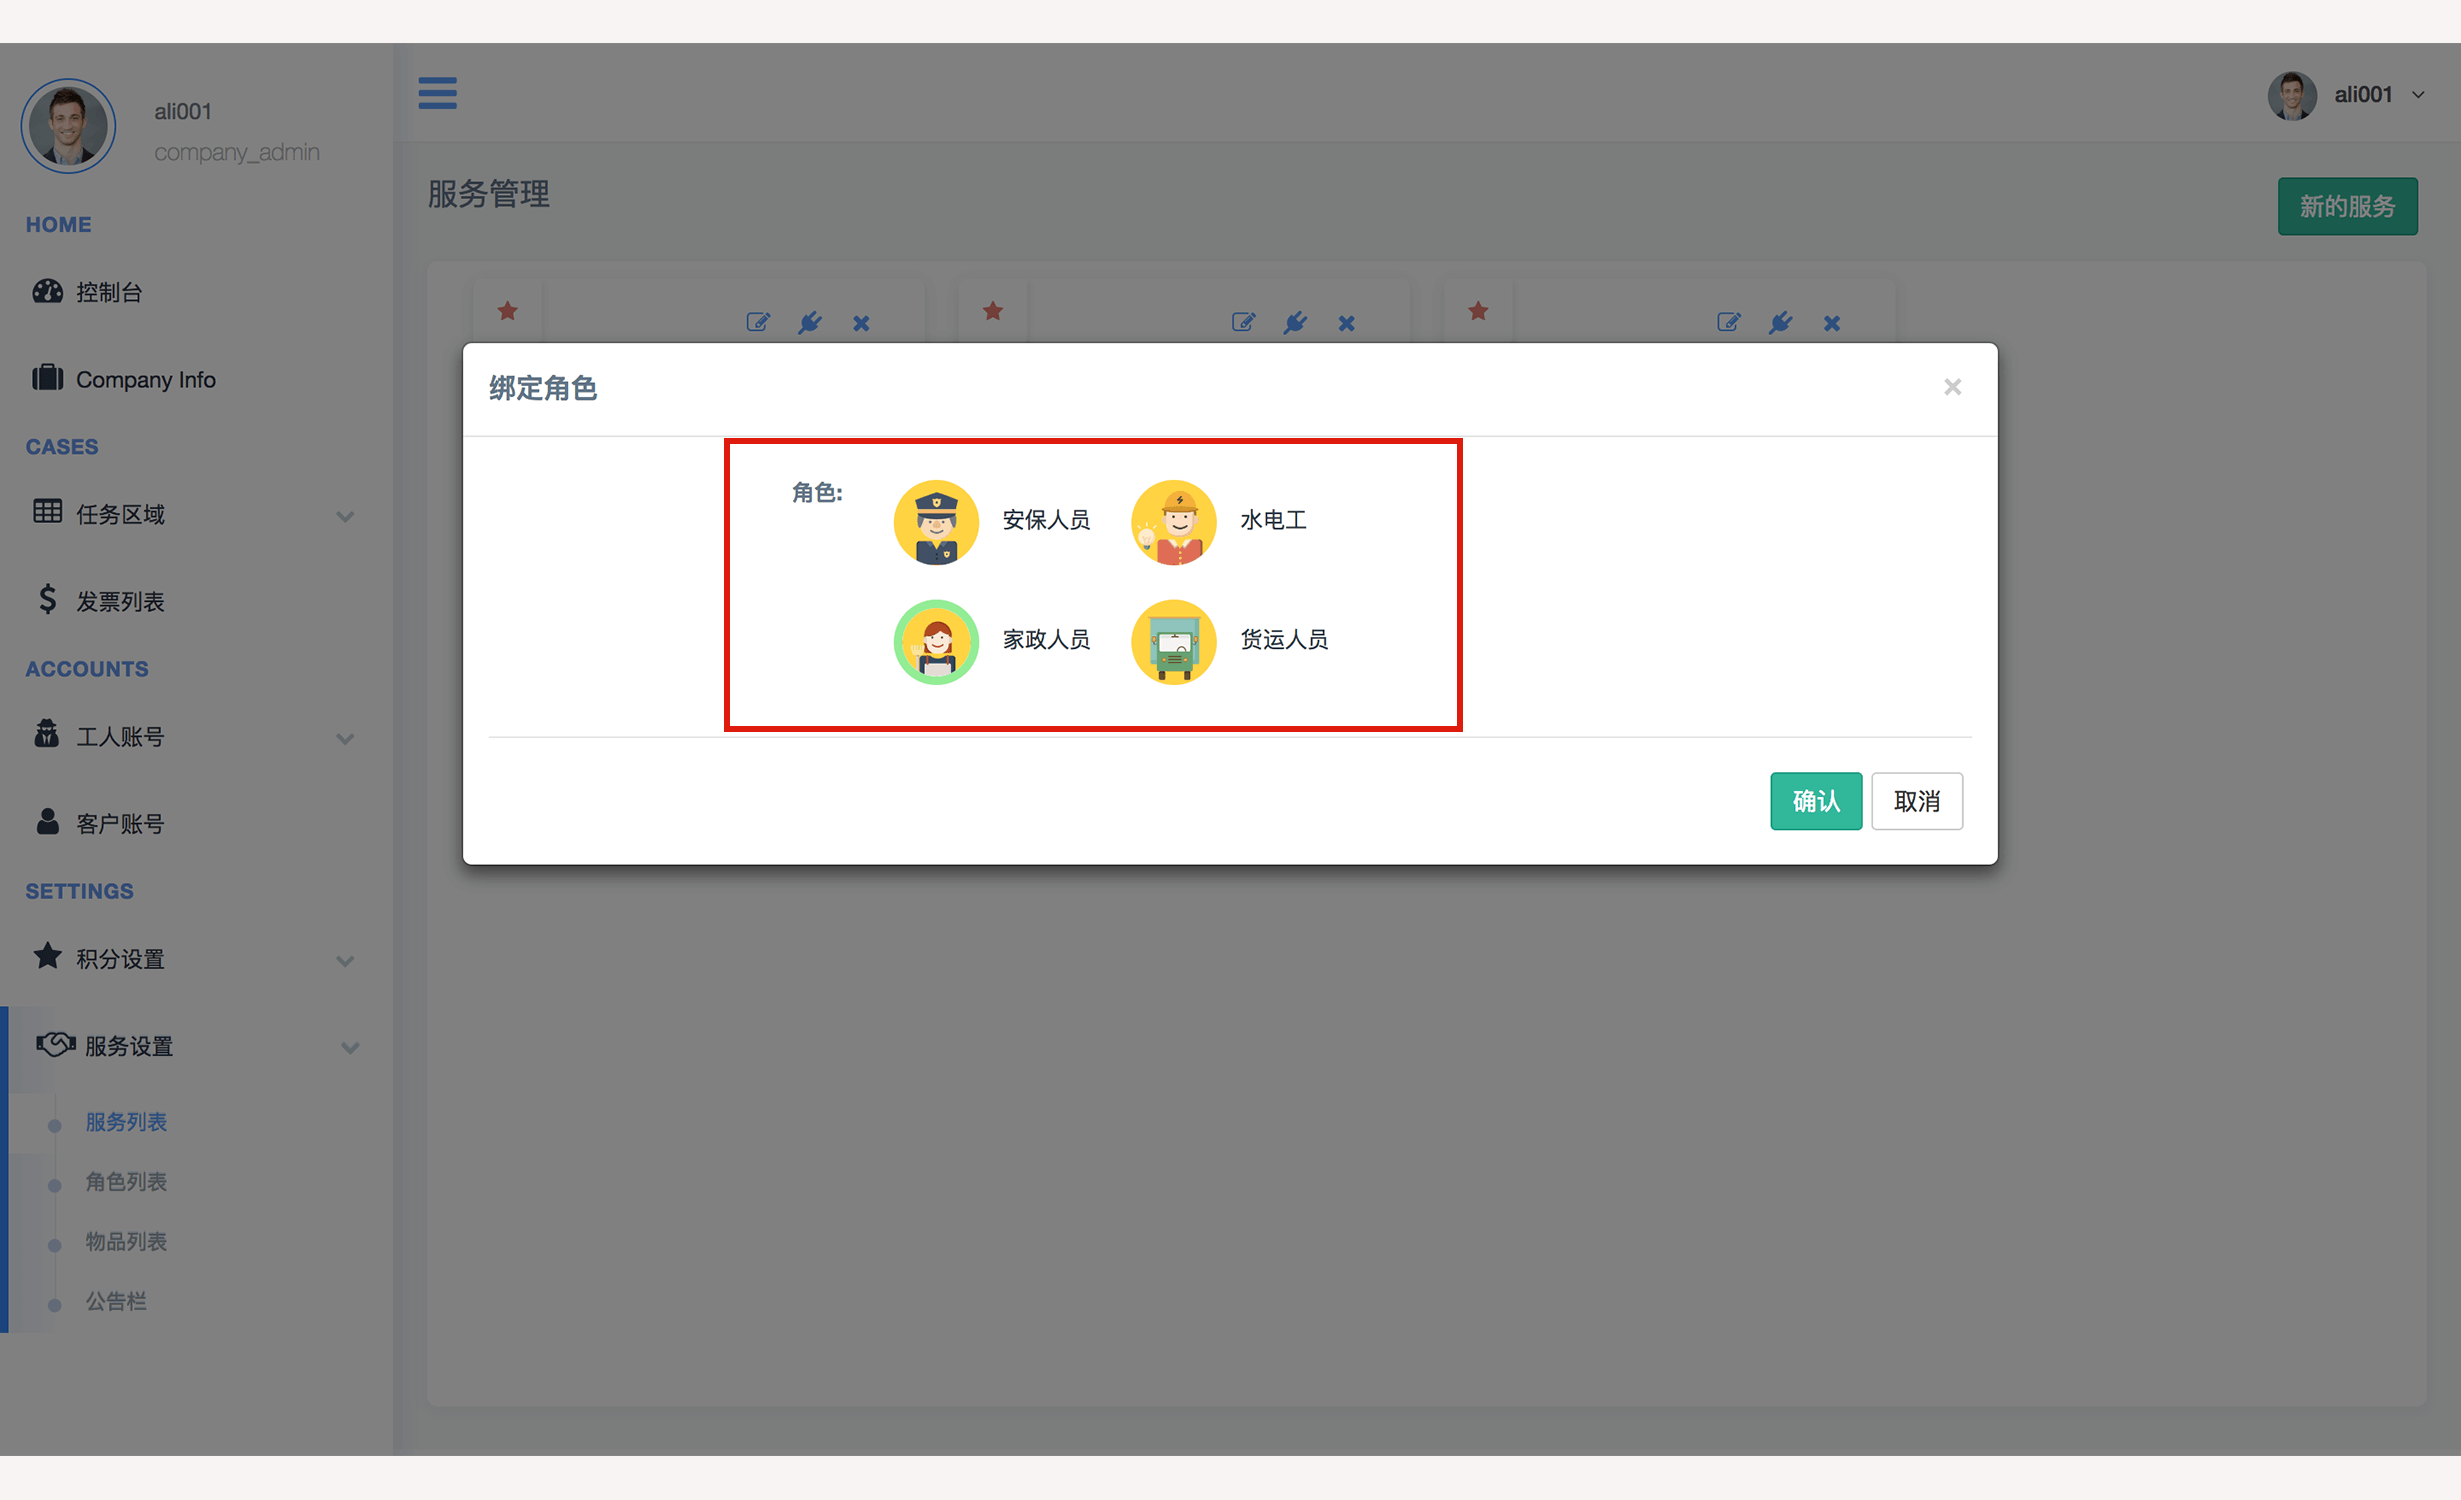 ali001
company_admin
ali001
HOME
控制台
Company Info
CASES
任务区域
发票列表
ACCOUNTS
工人账号
客户账号
SETTINGS
积分设置
服务设置
服务列表
角色列表
物品列表
公告栏
服务管理
新的服务
绑定角色
×
角色:
安保人员
水电工
家政人员
货运人员
确认
取消